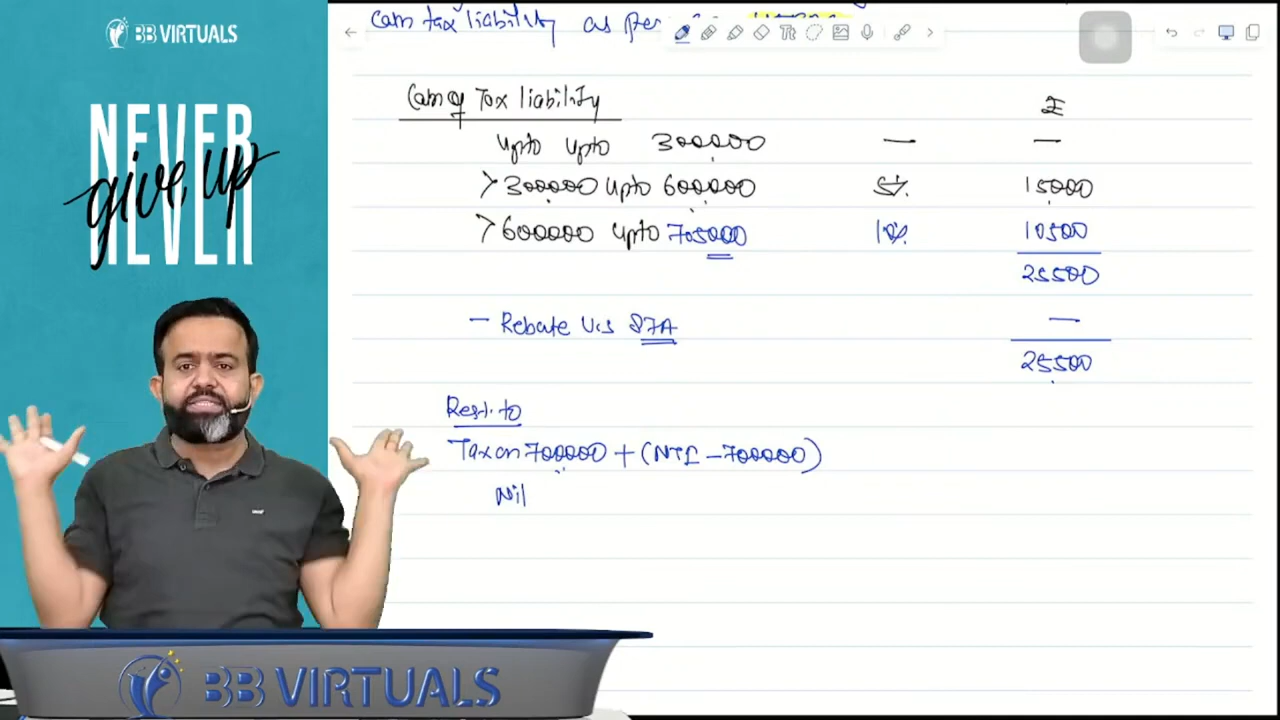 BB VIRTUALS
NEVER
give up
NEVER
Com tax liability as per
Com of Tax liability ₹
upto upto 300000 — —
>300000 upto 600000 5% 15000
>600000 upto 705000 10% 10500
25500
— Rebate U/s 87A —
25500
Rest. to
Tax on 700000 + (NTI – 700000)
Nil
BB VIRTUALS